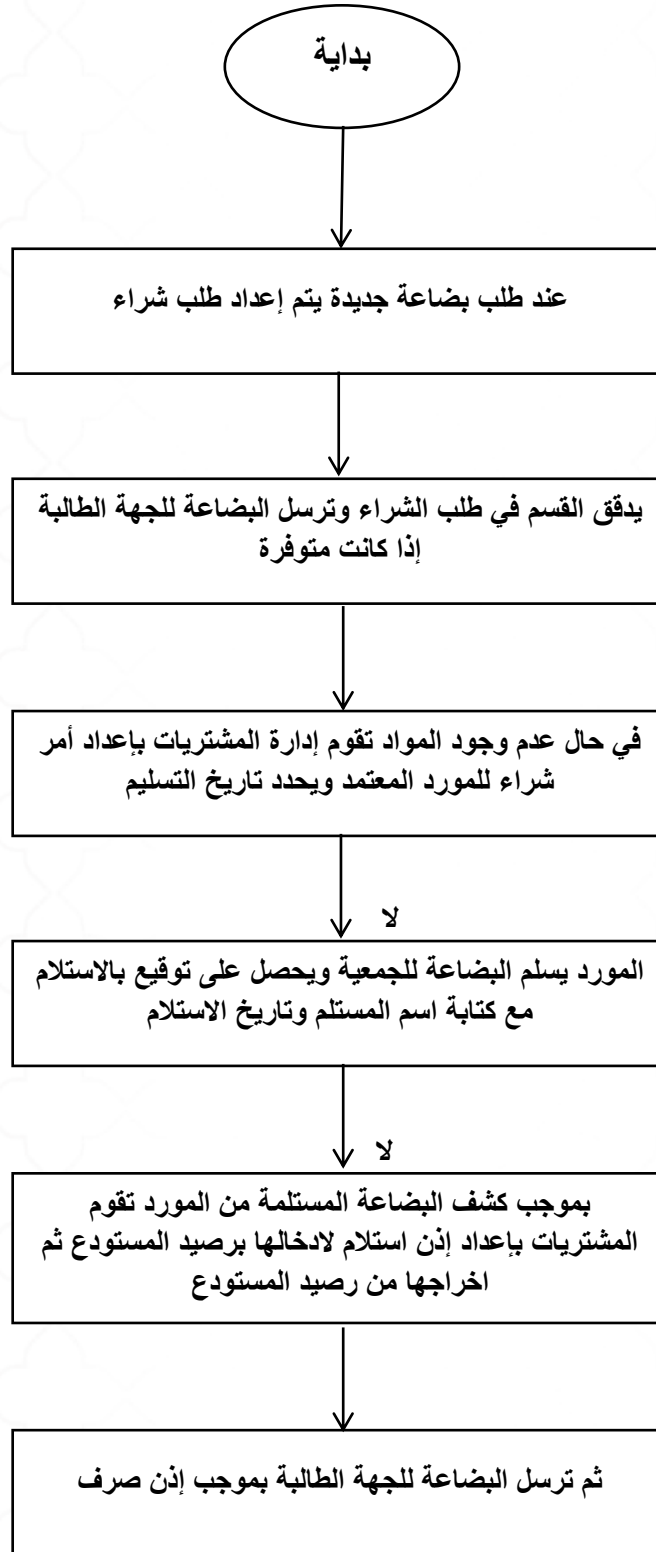 بداية
عند طلب بضاعة جديدة يتم إعداد طلب شراء
يدقق القسم في طلب الشراء وترسل البضاعة للجهة الطالبة
إذا كانت متوفرة
في حال عدم وجود المواد تقوم إدارة المشتريات بإعداد أمر
شراء للمورد المعتمد ويحدد تاريخ التسليم
لا
المورد يسلم البضاعة للجمعية ويحصل على توقيع بالاستلام
مع كتابة اسم المستلم وتاريخ الاستلام
لا
بموجب كشف البضاعة المستلمة من المورد تقوم
المشتريات بإعداد إذن استلام لادخالها برصيد المستودع ثم
اخراجها من رصيد المستودع
ثم ترسل البضاعة للجهة الطالبة بموجب إذن صرف